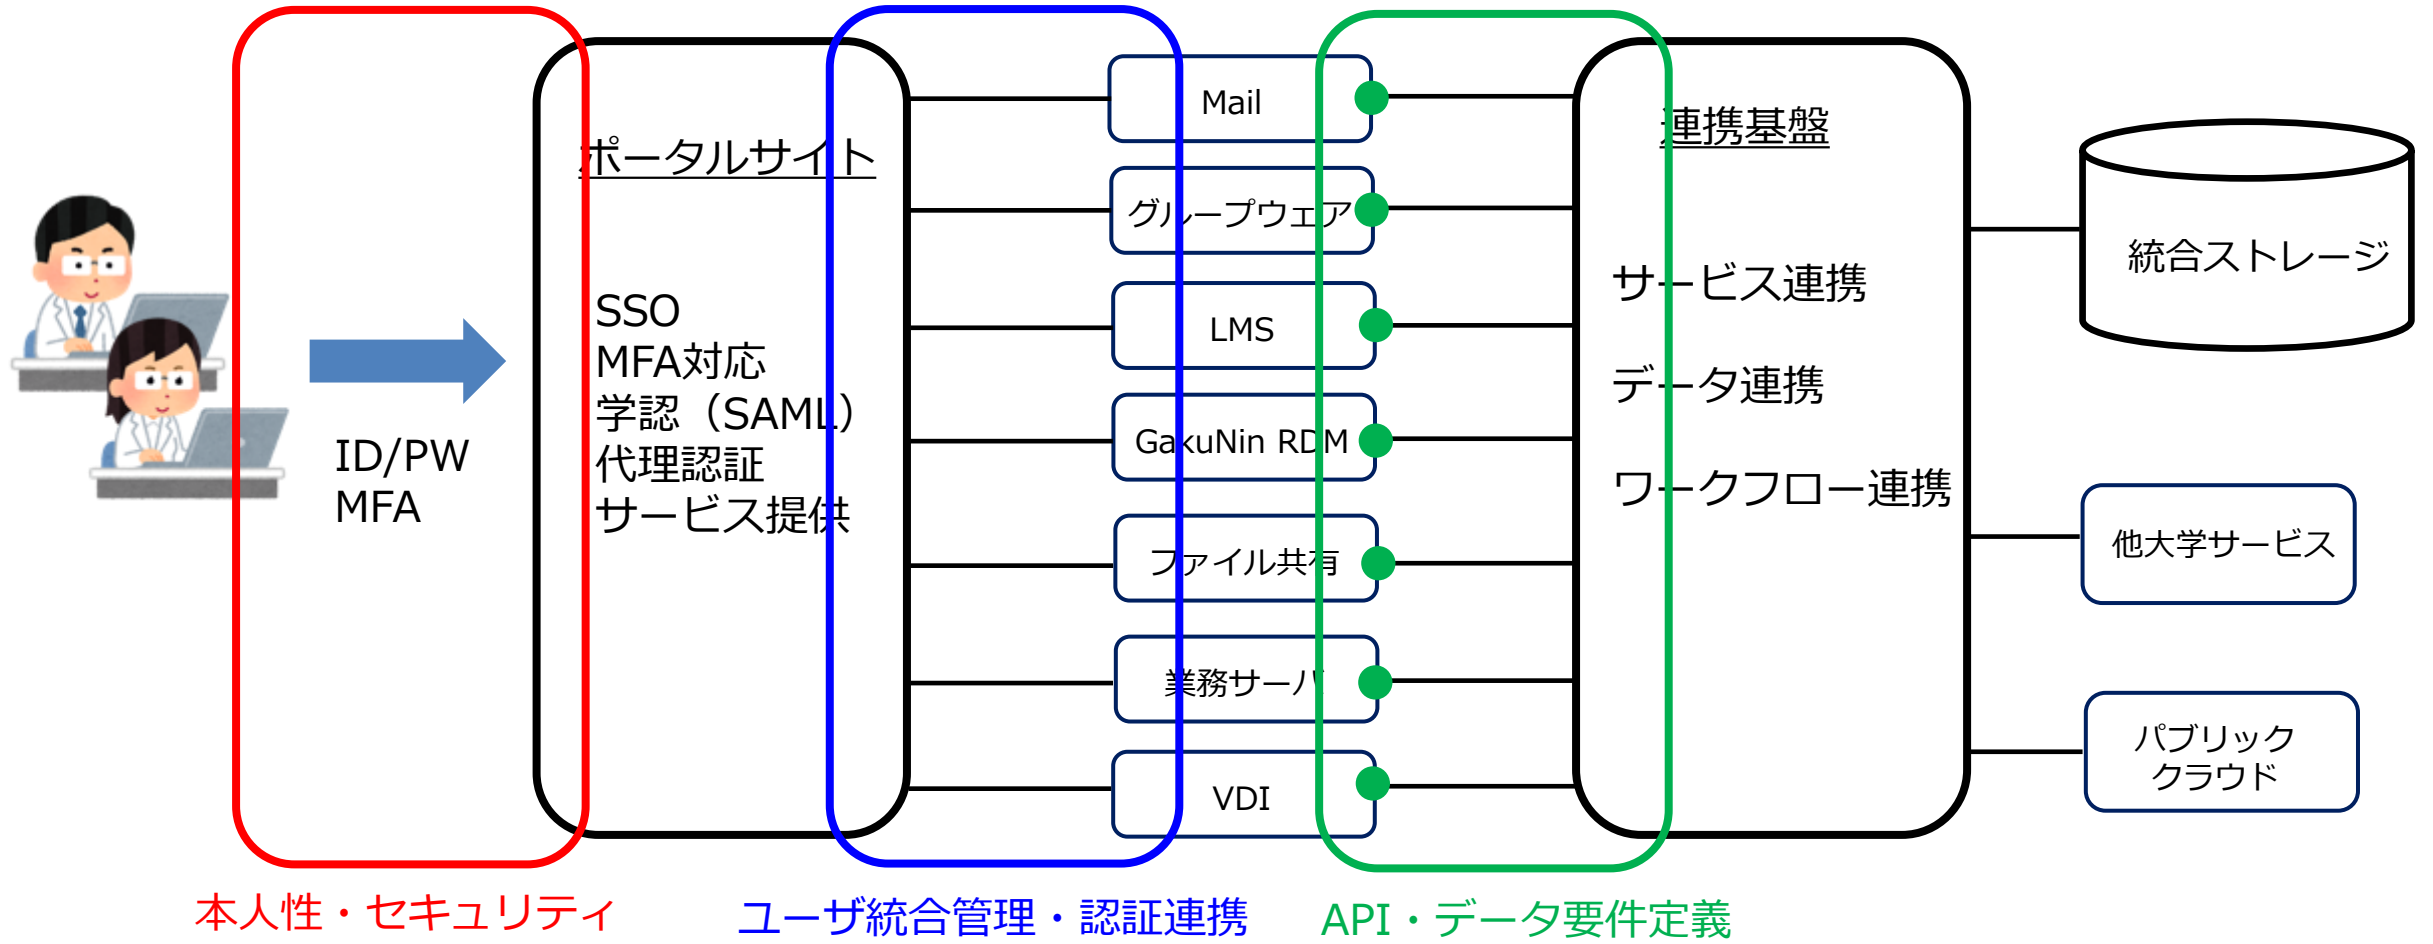 ID/PW
MFA
ポータルサイト
SSO
MFA対応
学認（SAML）
代理認証
サービス提供
Mail
グループウェア
LMS
GakuNin RDM
ファイル共有
業務サーバ
VDI
連携基盤
サービス連携
データ連携
ワークフロー連携
統合ストレージ
他大学サービス
パブリック
クラウド
本人性・セキュリティ
ユーザ統合管理・認証連携
API・データ要件定義